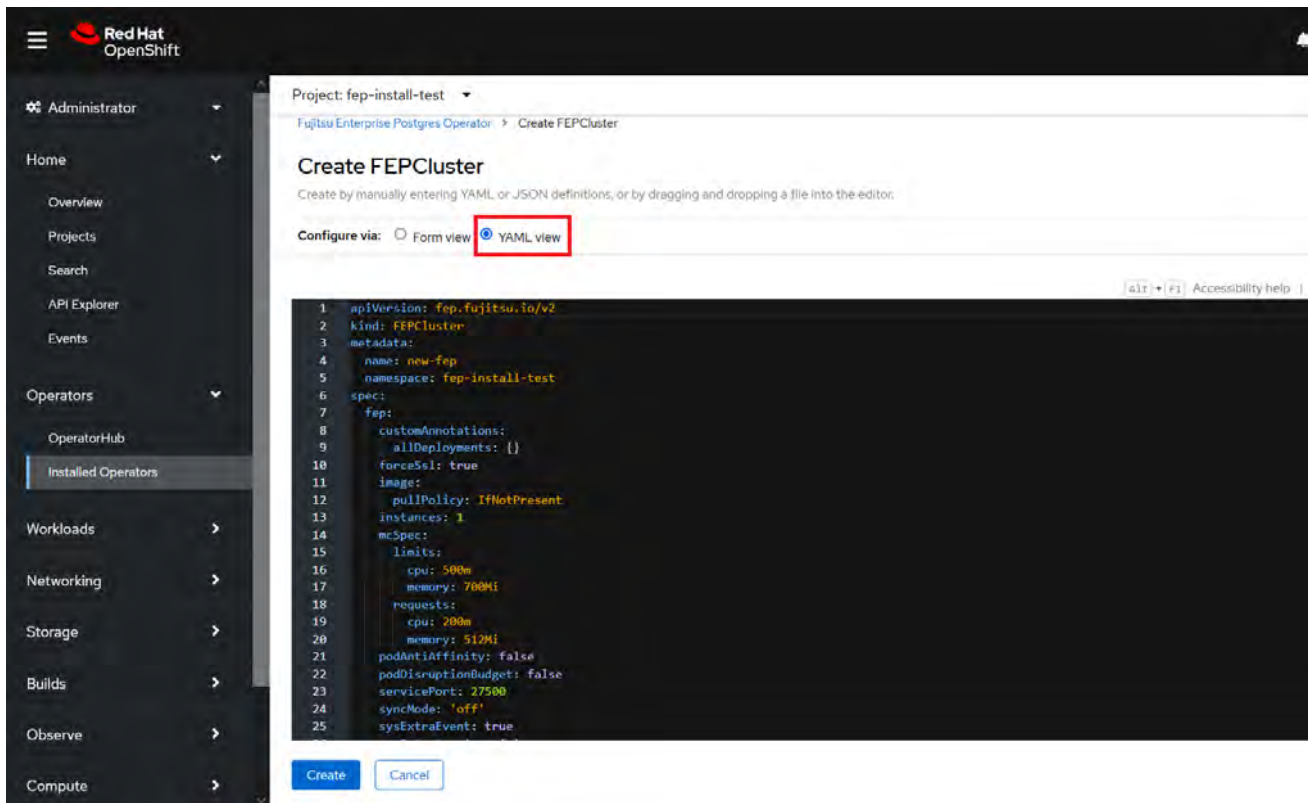 Red Hat
OpenShift
Administrator
Home
Overview
Projects
Search
API Explorer
Events
Operators
OperatorHub
Installed Operators
Workloads
Networking
Storage
Builds
Observe
Compute
Project: fep-install-test
Fujitsu Enterprise Postgres Operator > Create FEPCluster
Create FEPCluster
Create by manually entering YAML or JSON definitions, or by dragging and dropping a file into the editor.
Configure via: Form view YAML view
alt + F1 Accessibility help |
1 apiVersion: fep.fujitsu.io/v2
2 kind: FEPCluster
3 metadata:
4 name: new-fep
5 namespace: fep-install-test
6 spec:
7 fep:
8 customAnnotations:
9 allDeployments: {}
10 forceSsl: true
11 image:
12 pullPolicy: IfNotPresent
13 instances: 1
14 mcSpec:
15 limits:
16 cpu: 500m
17 memory: 700Mi
18 requests:
19 cpu: 200m
20 memory: 512Mi
21 podAntiAffinity: false
22 podDisruptionBudget: false
23 servicePort: 27500
24 syncMode: 'off'
25 sysExtraEvent: true
Create Cancel